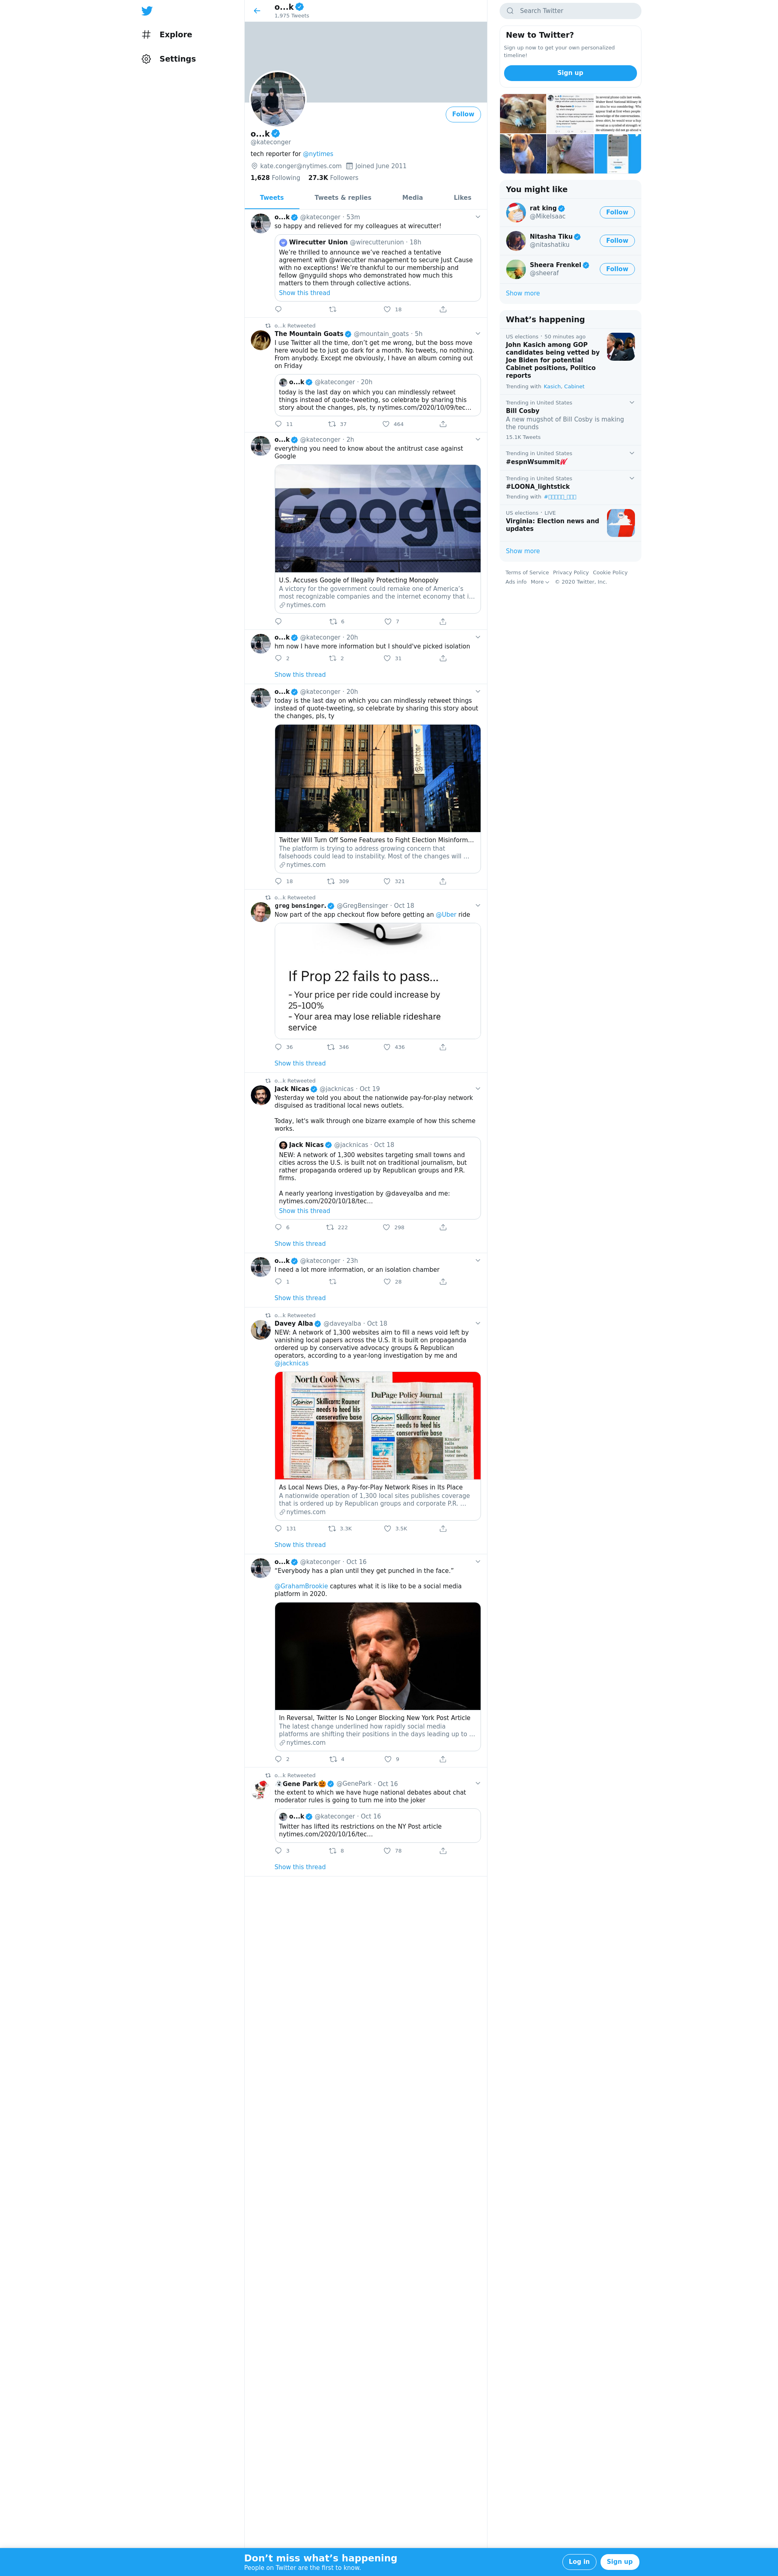 Explore
Settings
o...k
1,975 Tweets
Follow
o...k
@kateconger
tech reporter for @nytimes
kate.conger@nytimes.com Joined June 2011
1,628 Following 27.3K Followers
Tweets Tweets & replies Media Likes
o...k @kateconger · 53m
so happy and relieved for my colleagues at wirecutter!
Wirecutter Union @wirecutterunion · 18h
We're thrilled to announce we've reached a tentative
agreement with @wirecutter management to secure Just Cause
with no exceptions! We're thankful to our membership and
fellow @nyguild shops who demonstrated how much this
matters to them through collective actions.
Show this thread
18
o...k Retweeted
The Mountain Goats @mountain_goats · 5h
I use Twitter all the time, don't get me wrong, but the boss move
here would be to just go dark for a month. No tweets, no nothing.
From anybody. Except me obviously, I have an album coming out
on Friday
o...k @kateconger · 20h
today is the last day on which you can mindlessly retweet
things instead of quote-tweeting, so celebrate by sharing this
story about the changes, pls, ty nytimes.com/2020/10/09/tec…
11 37 464
o...k @kateconger · 2h
everything you need to know about the antitrust case against
Google
Google
U.S. Accuses Google of Illegally Protecting Monopoly
A victory for the government could remake one of America's
most recognizable companies and the internet economy that i…
nytimes.com
6 7
o...k @kateconger · 20h
hm now I have more information but I should've picked isolation
2 2 31
Show this thread
o...k @kateconger · 20h
today is the last day on which you can mindlessly retweet things
instead of quote-tweeting, so celebrate by sharing this story about
the changes, pls, ty
Twitter Will Turn Off Some Features to Fight Election Misinform…
The platform is trying to address growing concern that
falsehoods could lead to instability. Most of the changes will …
nytimes.com
18 309 321
o...k Retweeted
greg bensinger. @GregBensinger · Oct 18
Now part of the app checkout flow before getting an @Uber ride
If Prop 22 fails to pass...
- Your price per ride could increase by
25-100%
- Your area may lose reliable rideshare
service
36 346 436
Show this thread
o...k Retweeted
Jack Nicas @jacknicas · Oct 19
Yesterday we told you about the nationwide pay-for-play network
disguised as traditional local news outlets.
Today, let's walk through one bizarre example of how this scheme
works.
Jack Nicas @jacknicas · Oct 18
NEW: A network of 1,300 websites targeting small towns and
cities across the U.S. is built not on traditional journalism, but
rather propaganda ordered up by Republican groups and P.R.
firms.
A nearly yearlong investigation by @daveyalba and me:
nytimes.com/2020/10/18/tec…
Show this thread
6 222 298
Show this thread
o...k @kateconger · 23h
I need a lot more information, or an isolation chamber
1 28
Show this thread
o...k Retweeted
Davey Alba @daveyalba · Oct 18
NEW: A network of 1,300 websites aim to fill a news void left by
vanishing local papers across the U.S. It is built on propaganda
ordered up by conservative advocacy groups & Republican
operators, according to a year-long investigation by me and
@jacknicas
North Cook News
DuPage Policy Journal
Opinion
Skillicorn: Rauner
needs to heed his
conservative base
Opinion
Skillicorn: Rauner
needs to heed his
conservative base
As Local News Dies, a Pay-for-Play Network Rises in Its Place
A nationwide operation of 1,300 local sites publishes coverage
that is ordered up by Republican groups and corporate P.R. …
nytimes.com
131 3.3K 3.5K
Show this thread
o...k @kateconger · Oct 16
"Everybody has a plan until they get punched in the face."
@GrahamBrookie captures what it is like to be a social media
platform in 2020.
In Reversal, Twitter Is No Longer Blocking New York Post Article
The latest change underlined how rapidly social media
platforms are shifting their positions in the days leading up to …
nytimes.com
2 4 9
o...k Retweeted
Gene Park @GenePark · Oct 16
the extent to which we have huge national debates about chat
moderator rules is going to turn me into the joker
o...k @kateconger · Oct 16
Twitter has lifted its restrictions on the NY Post article
nytimes.com/2020/10/16/tec…
3 8 78
Show this thread
Search Twitter
New to Twitter?
Sign up now to get your own personalized
timeline!
Sign up
You might like
rat king
@MikeIsaac
Follow
Nitasha Tiku
@nitashatiku
Follow
Sheera Frenkel
@sheeraf
Follow
Show more
What's happening
US elections · 50 minutes ago
John Kasich among GOP
candidates being vetted by
Joe Biden for potential
Cabinet positions, Politico
reports
Trending with Kasich, Cabinet
Trending in United States
Bill Cosby
A new mugshot of Bill Cosby is making
the rounds
15.1K Tweets
Trending in United States
#espnWsummit
Trending in United States
#LOONA_lightstick
Trending with
US elections · LIVE
Virginia: Election news and
updates
Show more
Terms of Service Privacy Policy Cookie Policy
Ads info More © 2020 Twitter, Inc.
Don't miss what's happening
People on Twitter are the first to know.
Log in Sign up